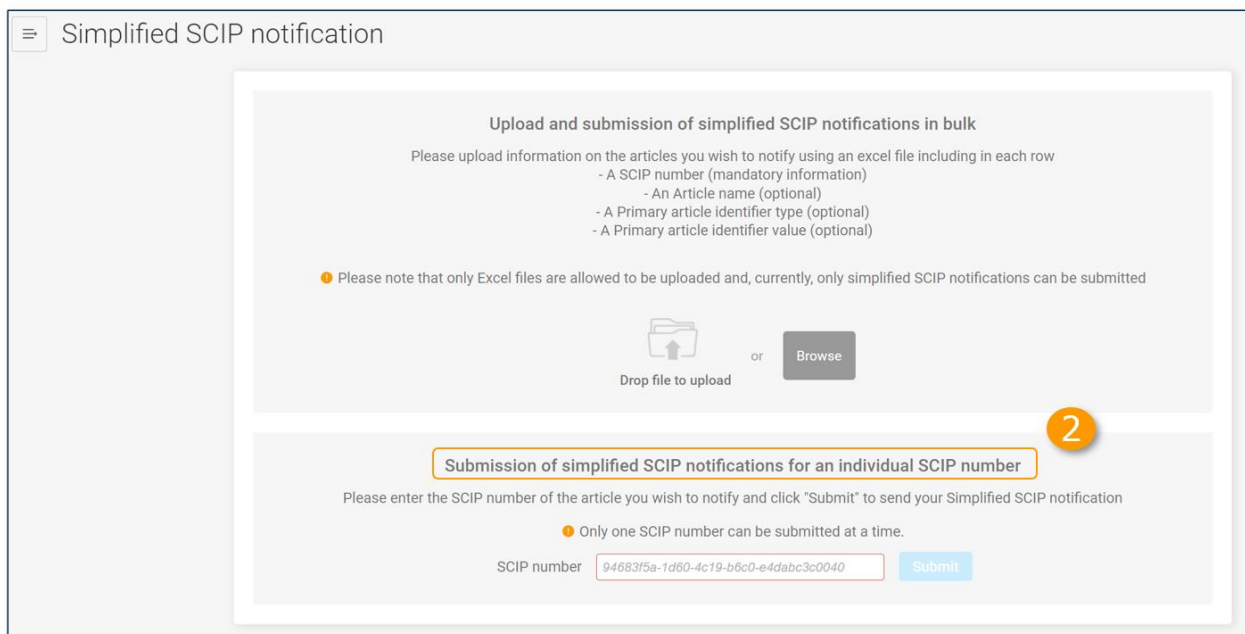 Simplified SCIP notification
Upload and submission of simplified SCIP notifications in bulk
Please upload information on the articles you wish to notify using an excel file including in each row
- A SCIP number (mandatory information)
- An Article name (optional)
- A Primary article identifier type (optional)
- A Primary article identifier value (optional)
Please note that only Excel files are allowed to be uploaded and, currently, only simplified SCIP notifications can be submitted
Drop file to upload
or
Browse
2
Submission of simplified SCIP notifications for an individual SCIP number
Please enter the SCIP number of the article you wish to notify and click "Submit" to send your Simplified SCIP notification
Only one SCIP number can be submitted at a time.
SCIP number 94683f5a-1d60-4c19-b6c0-e4dabc3c0040 Submit